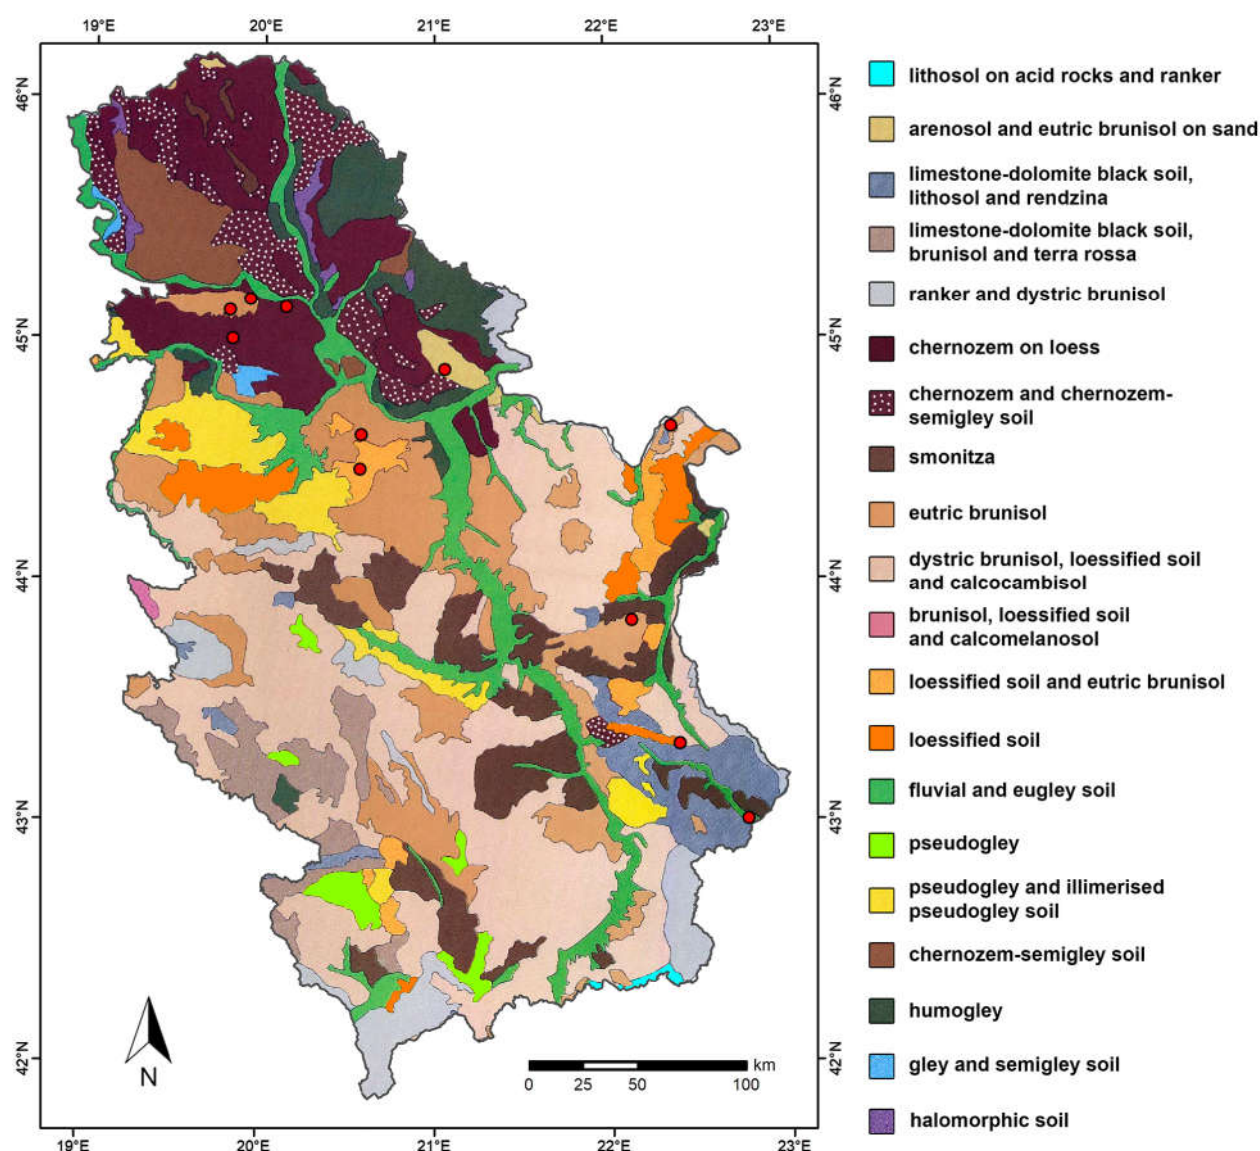 19°E 20°E 21°E 22°E 23°E
46°N 46°N
45°N 45°N
44°N 44°N
43°N 43°N
42°N 42°N
N
km
0 25 50 100
19°E 20°E 21°E 22°E 23°E
lithosol on acid rocks and ranker
arenosol and eutric brunisol on sand
limestone-dolomite black soil,
lithosol and rendzina
limestone-dolomite black soil,
brunisol and terra rossa
ranker and dystric brunisol
chernozem on loess
chernozem and chernozem-
semigley soil
smonitza
eutric brunisol
dystric brunisol, loessified soil
and calcocambisol
brunisol, loessified soil
and calcomelanosol
loessified soil and eutric brunisol
loessified soil
fluvial and eugley soil
pseudogley
pseudogley and illimerised
pseudogley soil
chernozem-semigley soil
humogley
gley and semigley soil
halomorphic soil